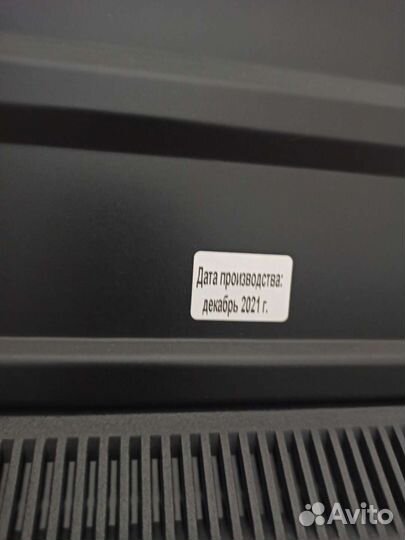 Дата производства:
декабрь 2021 г.
Avito